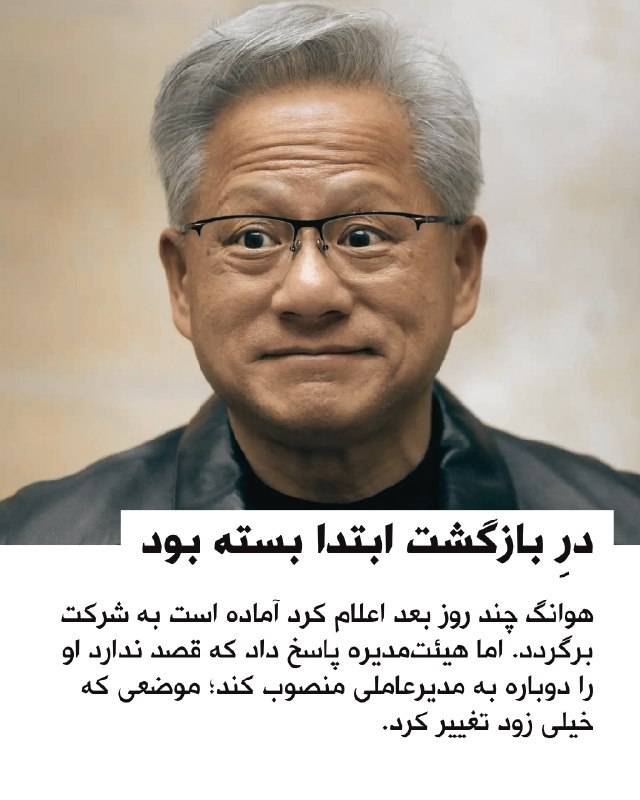 درِ بازگشت ابتدا بسته بود
هوانگ چند روز بعد اعلام کرد آماده است به شرکت
برگردد. اما هیئت‌مدیره پاسخ داد که قصد ندارد او
را دوباره به مدیرعاملی منصوب کند؛ موضعی که
خیلی زود تغییر کرد.